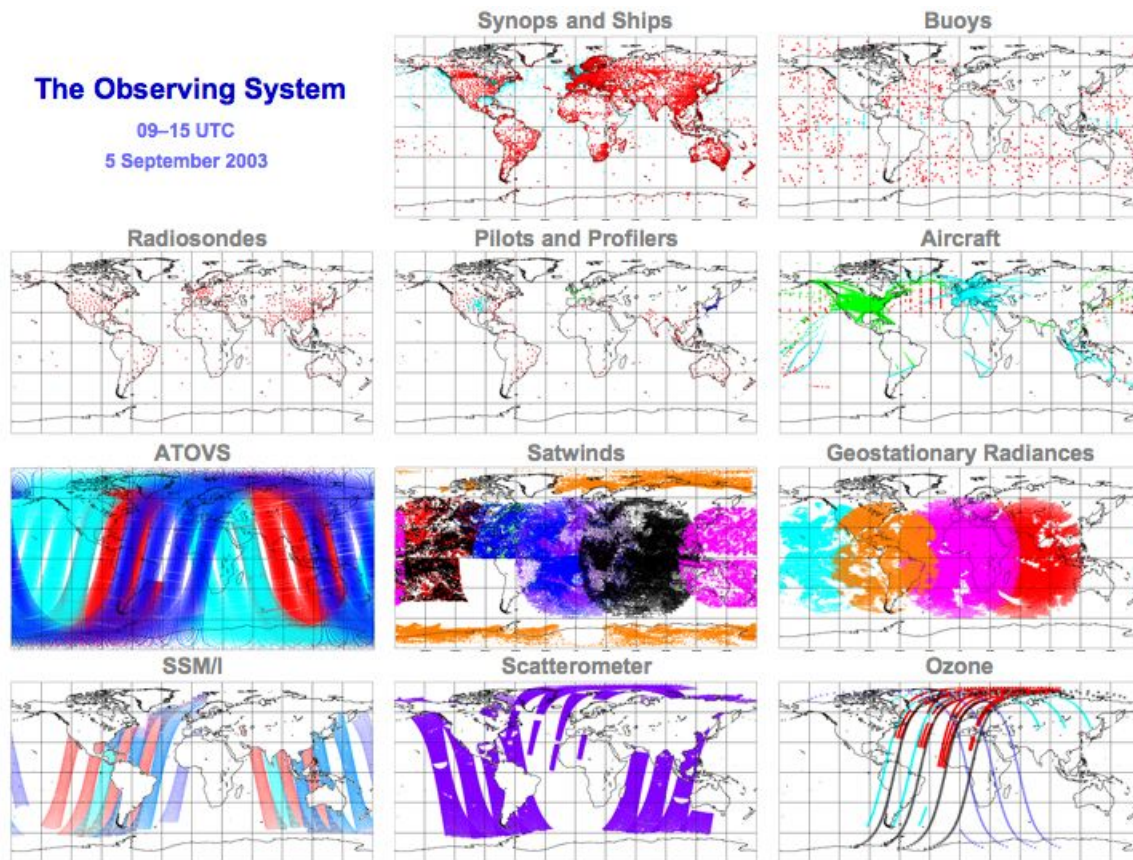 Synops and Ships
Buoys
The Observing System
09–15 UTC
5 September 2003
Radiosondes
Pilots and Profilers
Aircraft
ATOVS
Satwinds
Geostationary Radiances
SSM/I
Scatterometer
Ozone